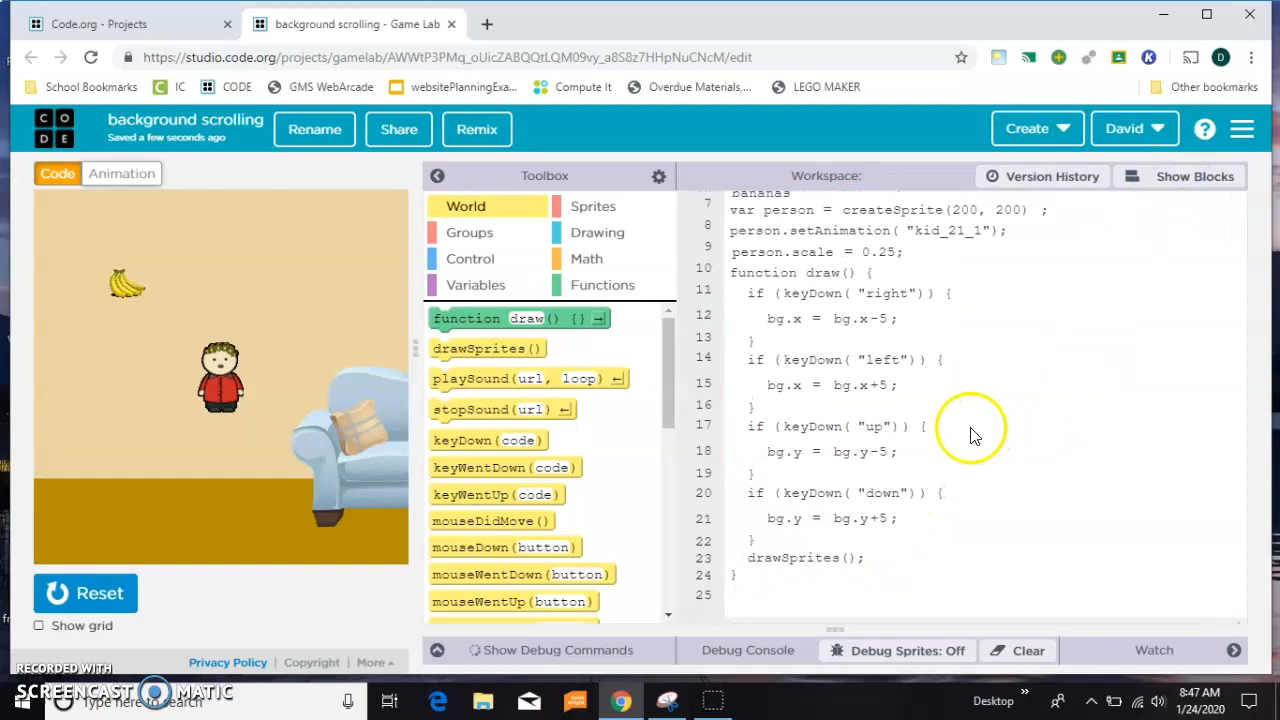 Code.org - Projects
background scrolling - Game Lab
https://studio.code.org/projects/gamelab/AWWtP3PMq_oUicZABQQtLQM09vy_a8S8z7HHpNuCNcM/edit
D
School Bookmarks
IC
CODE
GMS WebArcade
websitePlanningExa...
Compute It
Overdue Materials,...
LEGO MAKER
Other bookmarks
C O
D E
background scrolling
Saved a few seconds ago
Rename
Share
Remix
Create
David
Code
Animation
Toolbox
Workspace:
Version History
Show Blocks
World
Sprites
Groups
Drawing
Control
Math
Variables
Functions
function draw() {}
drawSprites()
playSound(url, loop)
stopSound(url)
keyDown(code)
keyWentDown(code)
keyWentUp(code)
mouseDidMove()
mouseDown(button)
mouseWentDown(button)
mouseWentUp(button)
bananas
7 var person = createSprite(200, 200) ;
8 person.setAnimation( "kid_21_1");
9 person.scale = 0.25;
10 function draw() {
11 if (keyDown( "right")) {
12 bg.x = bg.x-5;
13 }
14 if (keyDown( "left")) {
15 bg.x = bg.x+5;
16 }
17 if (keyDown( "up")) {
18 bg.y = bg.y-5;
19 }
20 if (keyDown( "down")) {
21 bg.y = bg.y+5;
22 }
23 drawSprites();
24 }
25
Reset
Show grid
Privacy Policy
Copyright
More
Show Debug Commands
Debug Console
Debug Sprites: Off
Clear
Watch
RECORDED WITH
SCREENCAST MATIC
Type here to search
Desktop
8:47 AM
1/24/2020